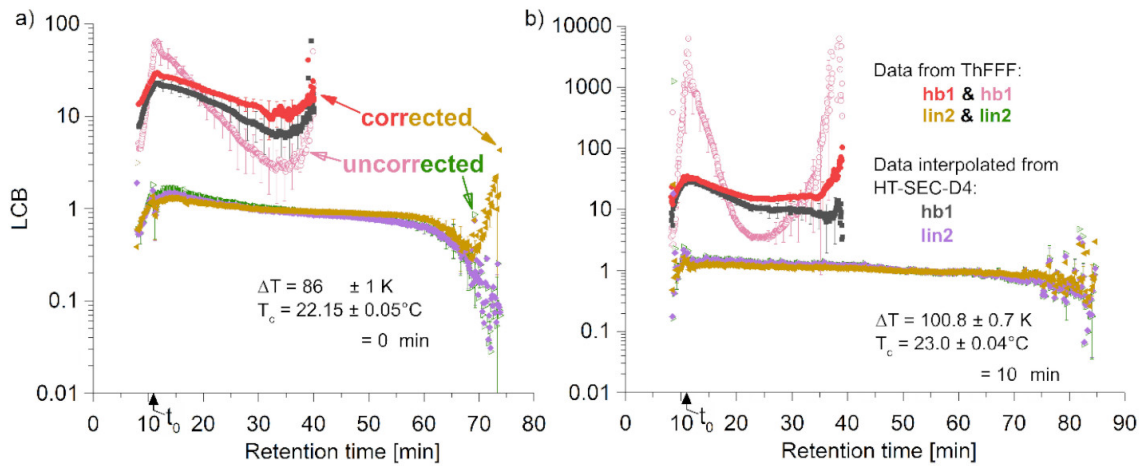 a)
100
10
1
0.1
0.01
LCB
corrected
uncorrected
ΔT = 86 ± 1 K
T_c = 22.15 ± 0.05°C
= 0 min
0 10 20 30 40 50 60 70 80
t_0
Retention time [min]
b)
1000
100
10
1
0.1
0.01
Data from ThFFF:
hb1 & hb1
lin2 & lin2
Data interpolated from
HT-SEC-D4:
hb1
lin2
ΔT = 100.8 ± 0.7 K
T_c = 23.0 ± 0.04°C
= 10 min
0 10 20 30 40 50 60 70 80 90
t_0
Retention time [min]